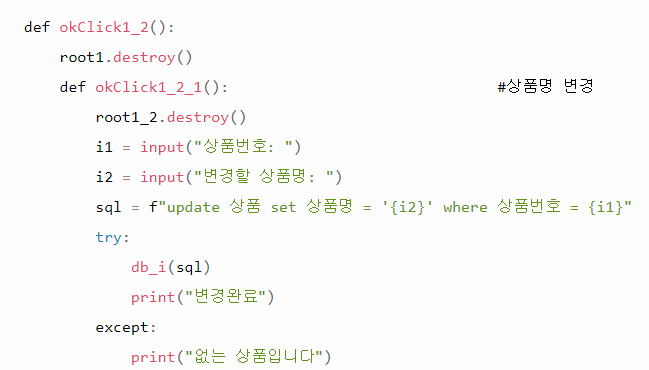 def okClick1_2():
    root1.destroy()
    def okClick1_2_1():                              #상품명 변경
        root1_2.destroy()
        i1 = input("상품번호: ")
        i2 = input("변경할 상품명: ")
        sql = f"update 상품 set 상품명 = '{i2}' where 상품번호 = {i1}"
        try:
            db_i(sql)
            print("변경완료")
        except:
            print("없는 상품입니다")